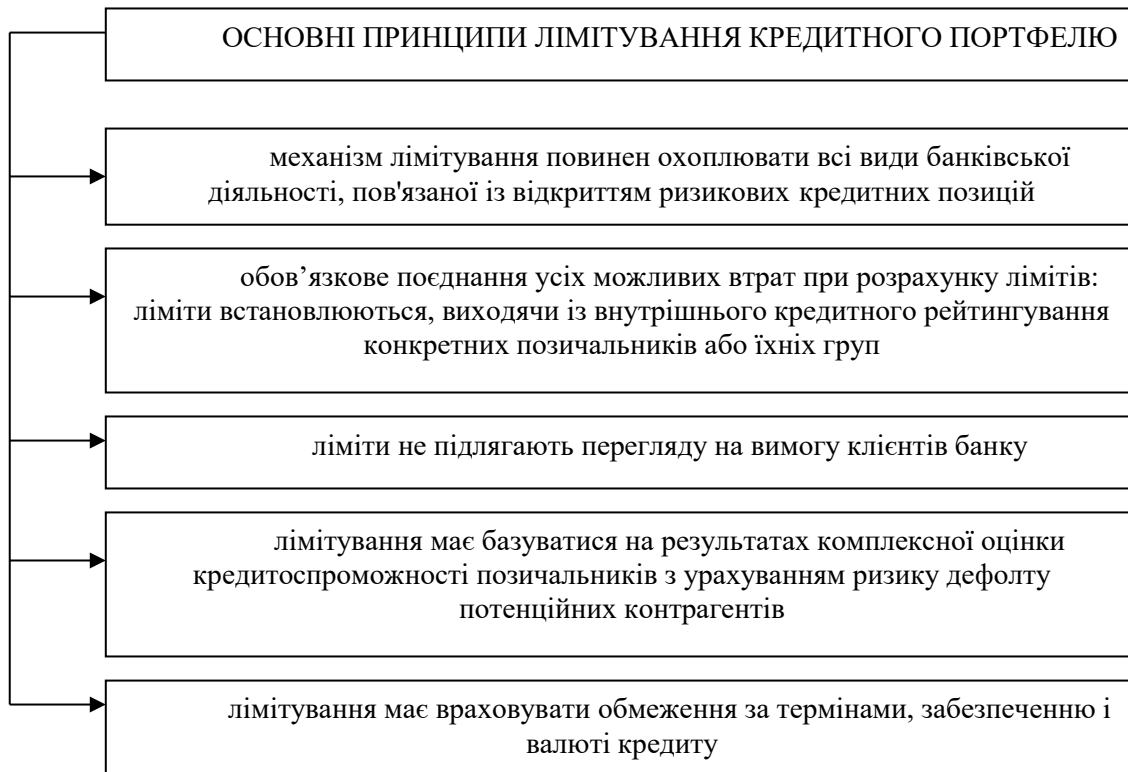 ОСНОВНІ ПРИНЦИПИ ЛІМІТУВАННЯ КРЕДИТНОГО ПОРТФЕЛЮ
механізм лімітування повинен охоплювати всі види банківської
діяльності, пов'язаної із відкриттям ризикових кредитних позицій
обов’язкове поєднання усіх можливих втрат при розрахунку лімітів:
ліміти встановлюються, виходячи із внутрішнього кредитного рейтингування
конкретних позичальників або їхніх груп
ліміти не підлягають перегляду на вимогу клієнтів банку
лімітування має базуватися на результатах комплексної оцінки
кредитоспроможності позичальників з урахуванням ризику дефолту
потенційних контрагентів
лімітування має враховувати обмеження за термінами, забезпеченню і
валюті кредиту